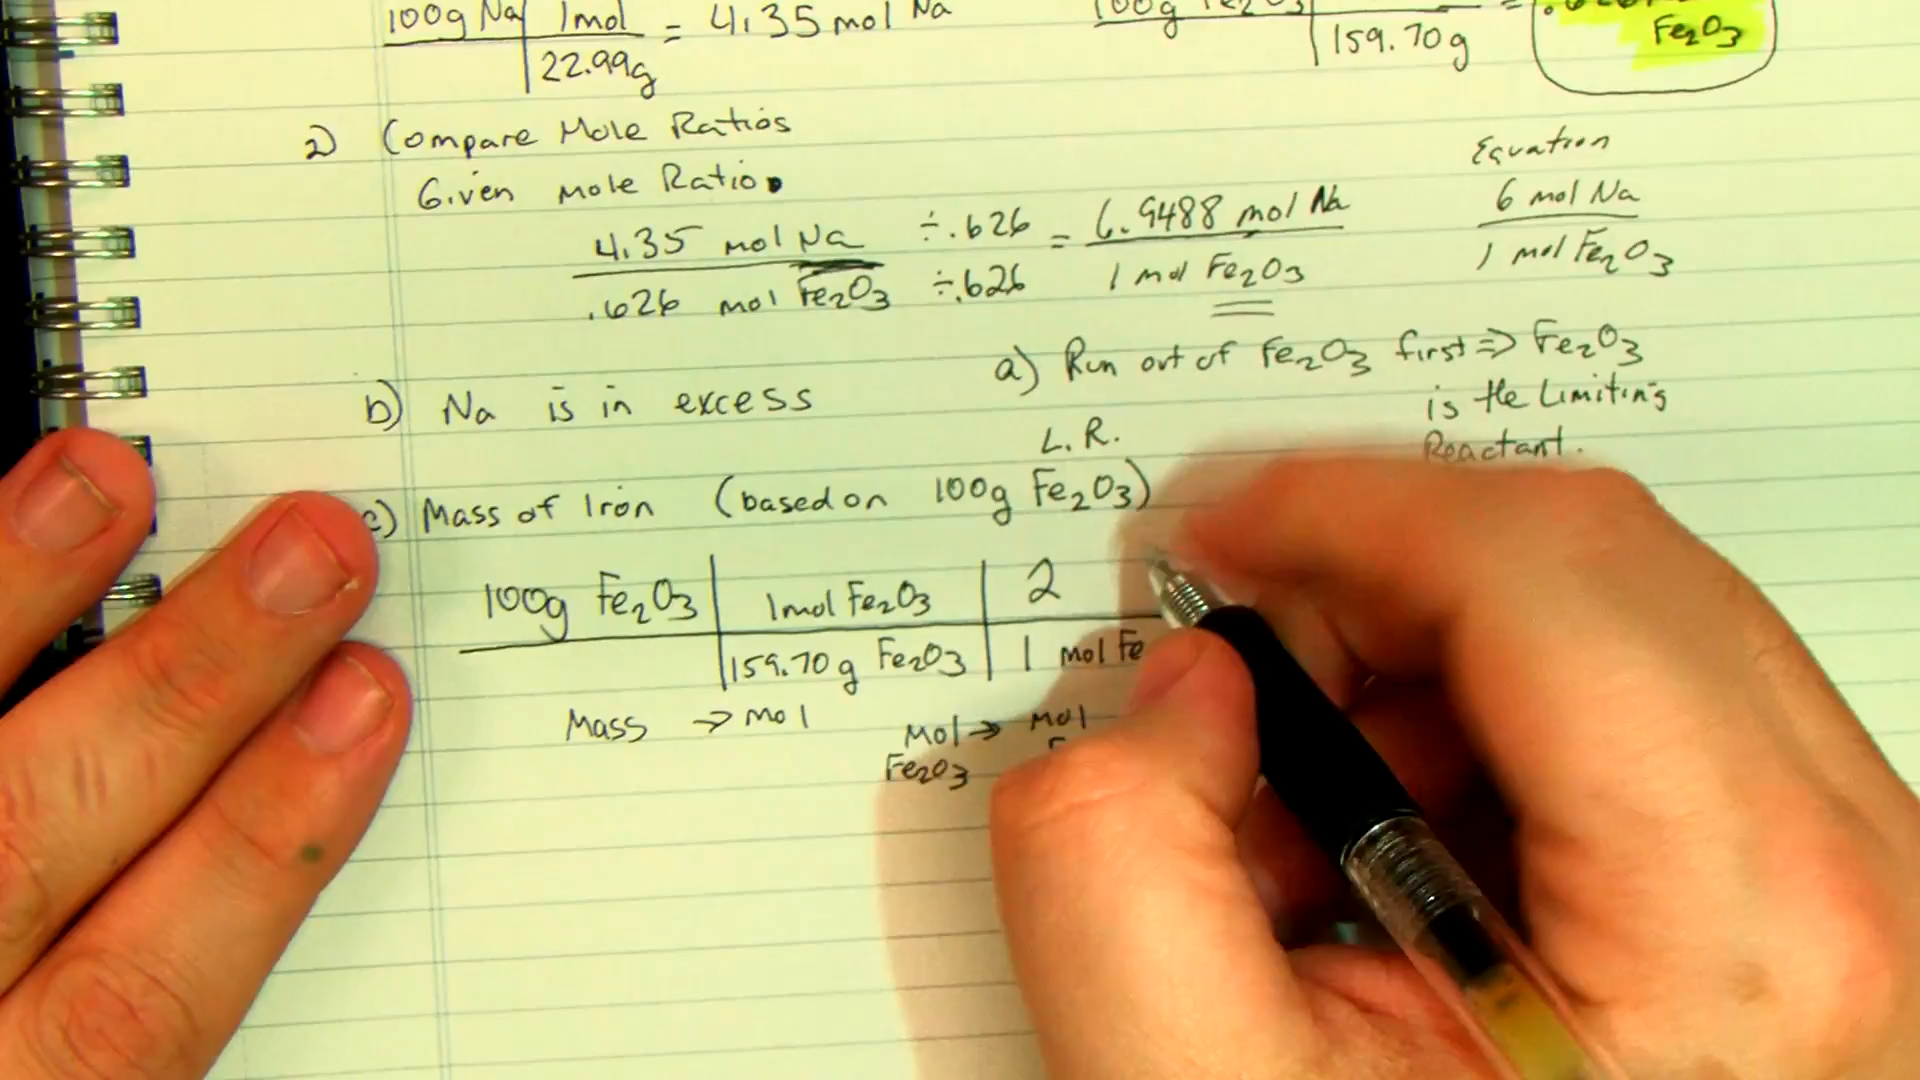 100g Na | 1mol = 4.35 mol Na
22.99g
100g Fe2O3
159.70g
Fe2O3
2) Compare Mole Ratios
Given Mole Ratio
4.35 mol Na ÷.626 = 6.9488 mol Na
.626 mol Fe2O3 ÷.626 1 mol Fe2O3
Equation
6 mol Na
1 mol Fe2O3
a) Run out of Fe2O3 first => Fe2O3
is the Limiting
Reactant.
b) Na is in excess
L.R.
c) Mass of Iron (based on 100g Fe2O3)
100g Fe2O3 | 1mol Fe2O3 | 2
159.70g Fe2O3 | 1 mol Fe
Mass → mol
Mol → mol
Fe2O3